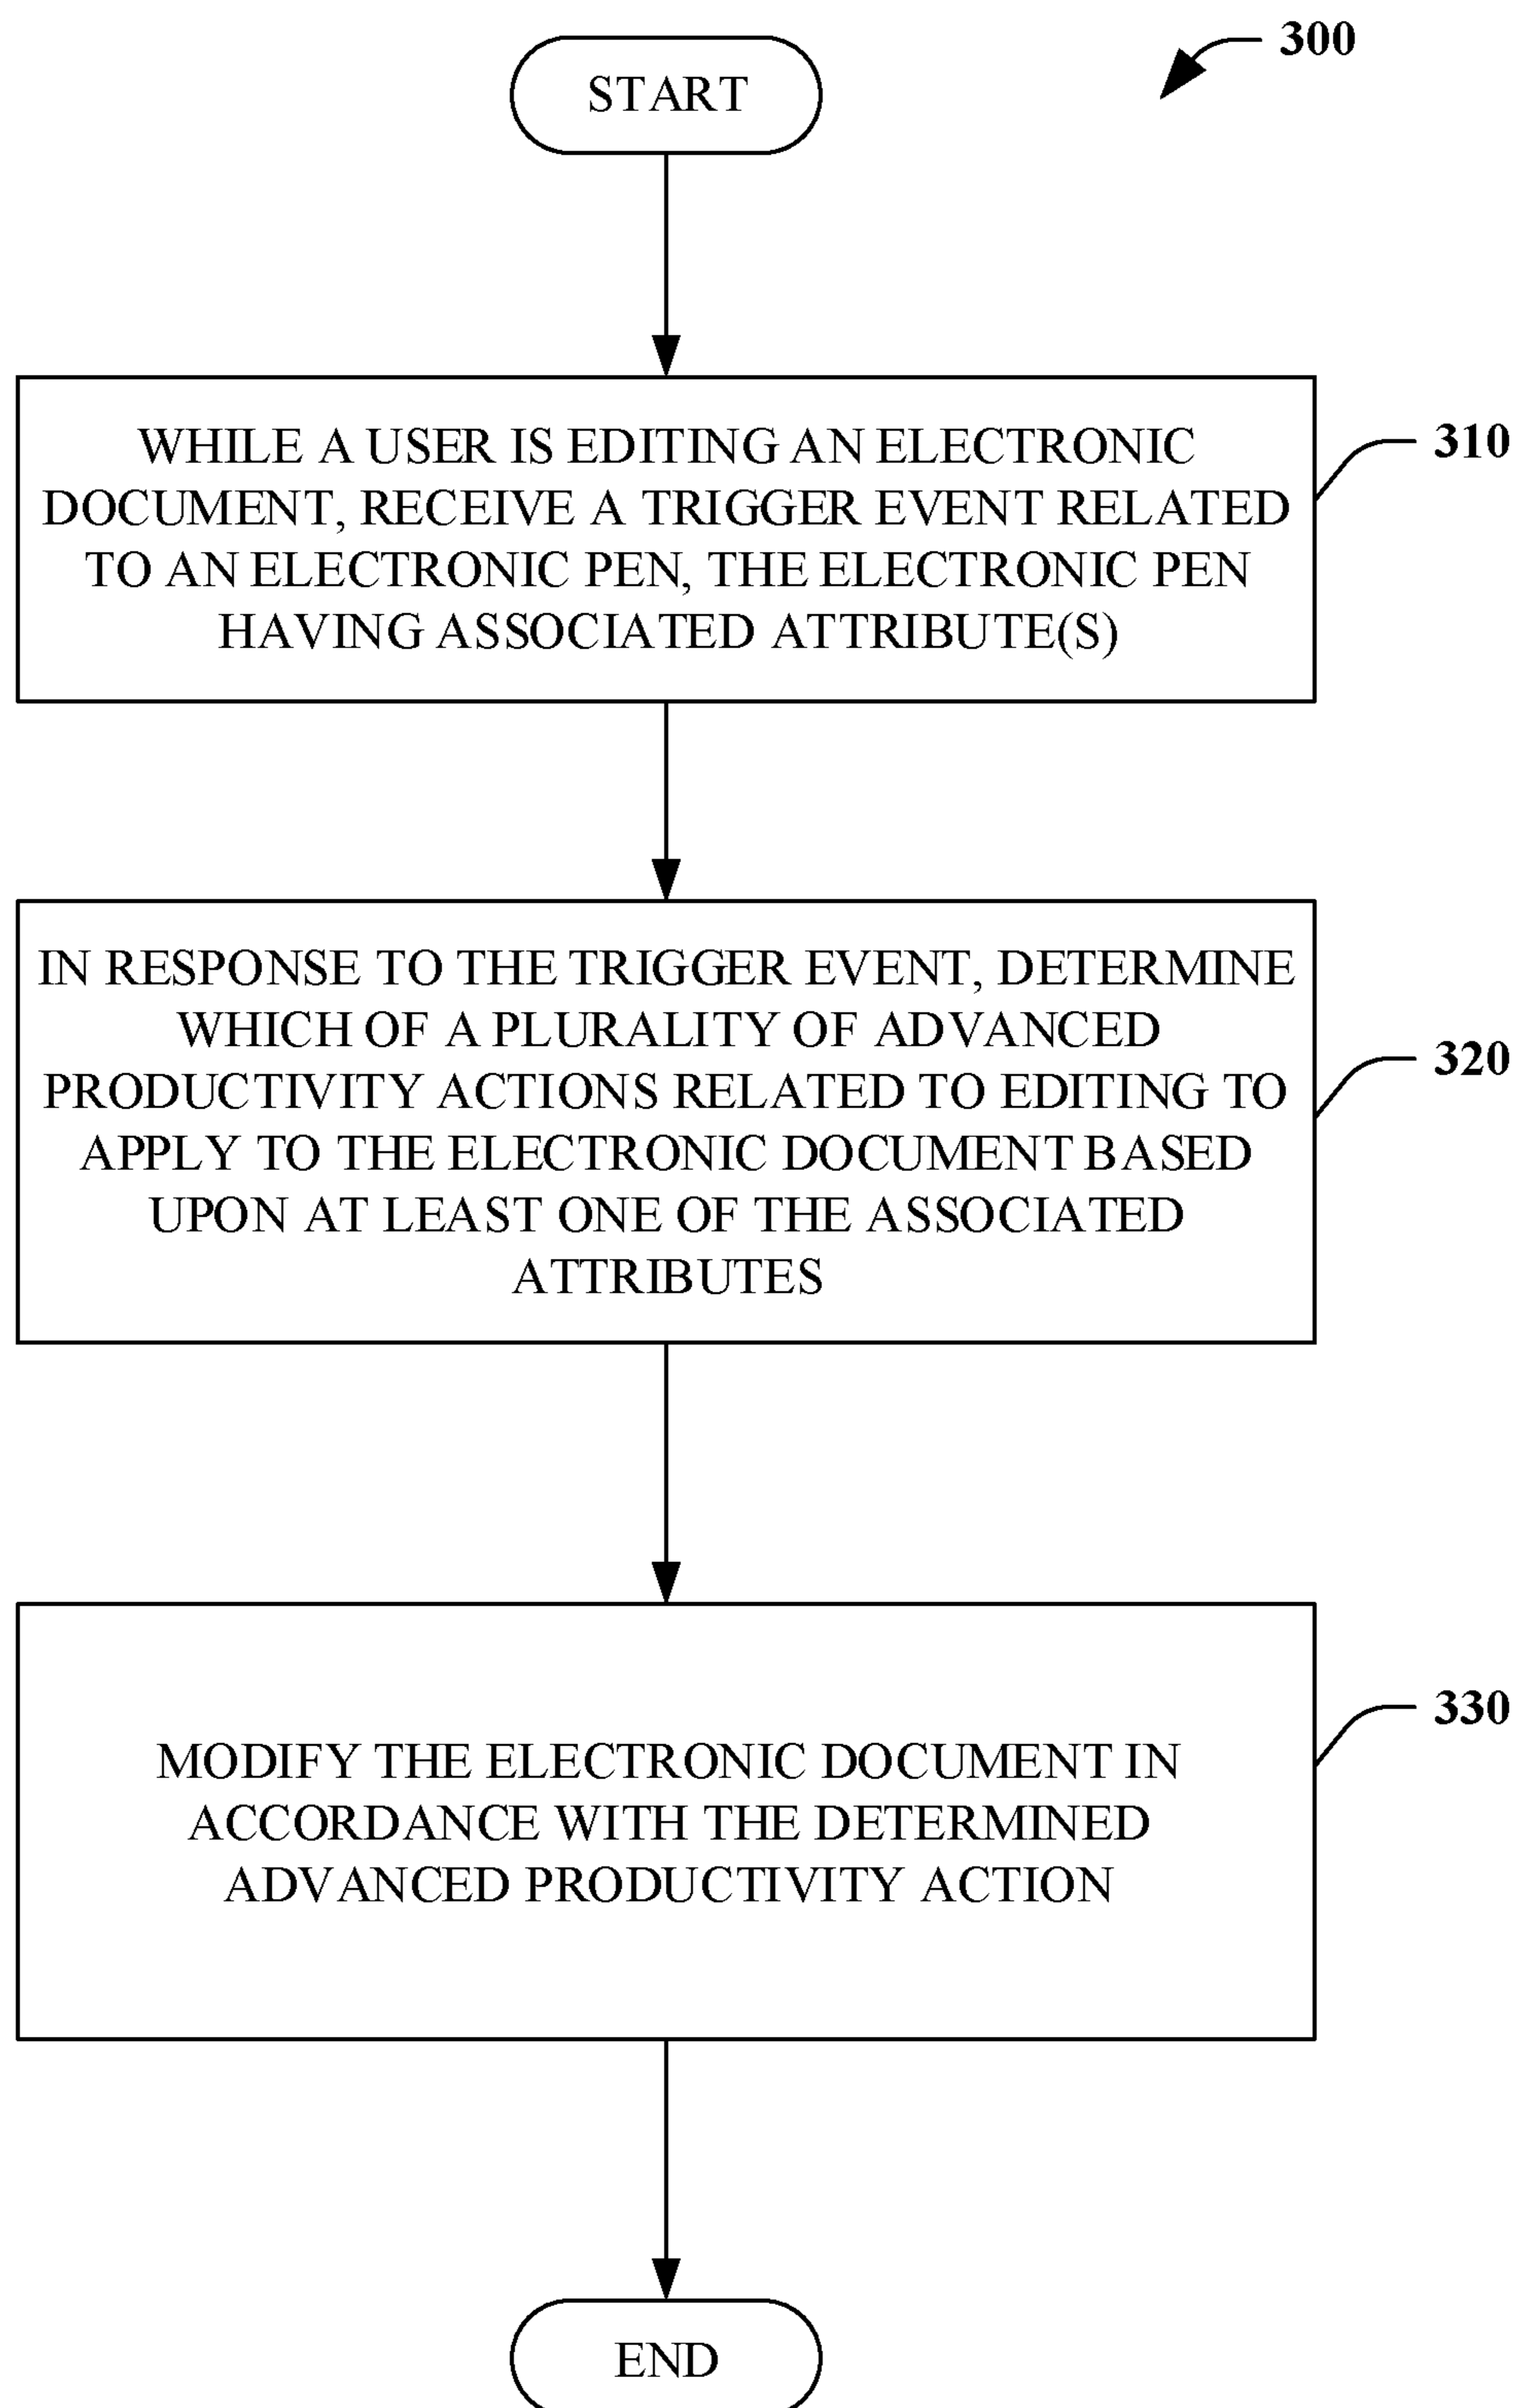 START
300
WHILE A USER IS EDITING AN ELECTRONIC
DOCUMENT, RECEIVE A TRIGGER EVENT RELATED
TO AN ELECTRONIC PEN, THE ELECTRONIC PEN
HAVING ASSOCIATED ATTRIBUTE(S)
310
IN RESPONSE TO THE TRIGGER EVENT, DETERMINE
WHICH OF A PLURALITY OF ADVANCED
PRODUCTIVITY ACTIONS RELATED TO EDITING TO
APPLY TO THE ELECTRONIC DOCUMENT BASED
UPON AT LEAST ONE OF THE ASSOCIATED
ATTRIBUTES
320
MODIFY THE ELECTRONIC DOCUMENT IN
ACCORDANCE WITH THE DETERMINED
ADVANCED PRODUCTIVITY ACTION
330
END